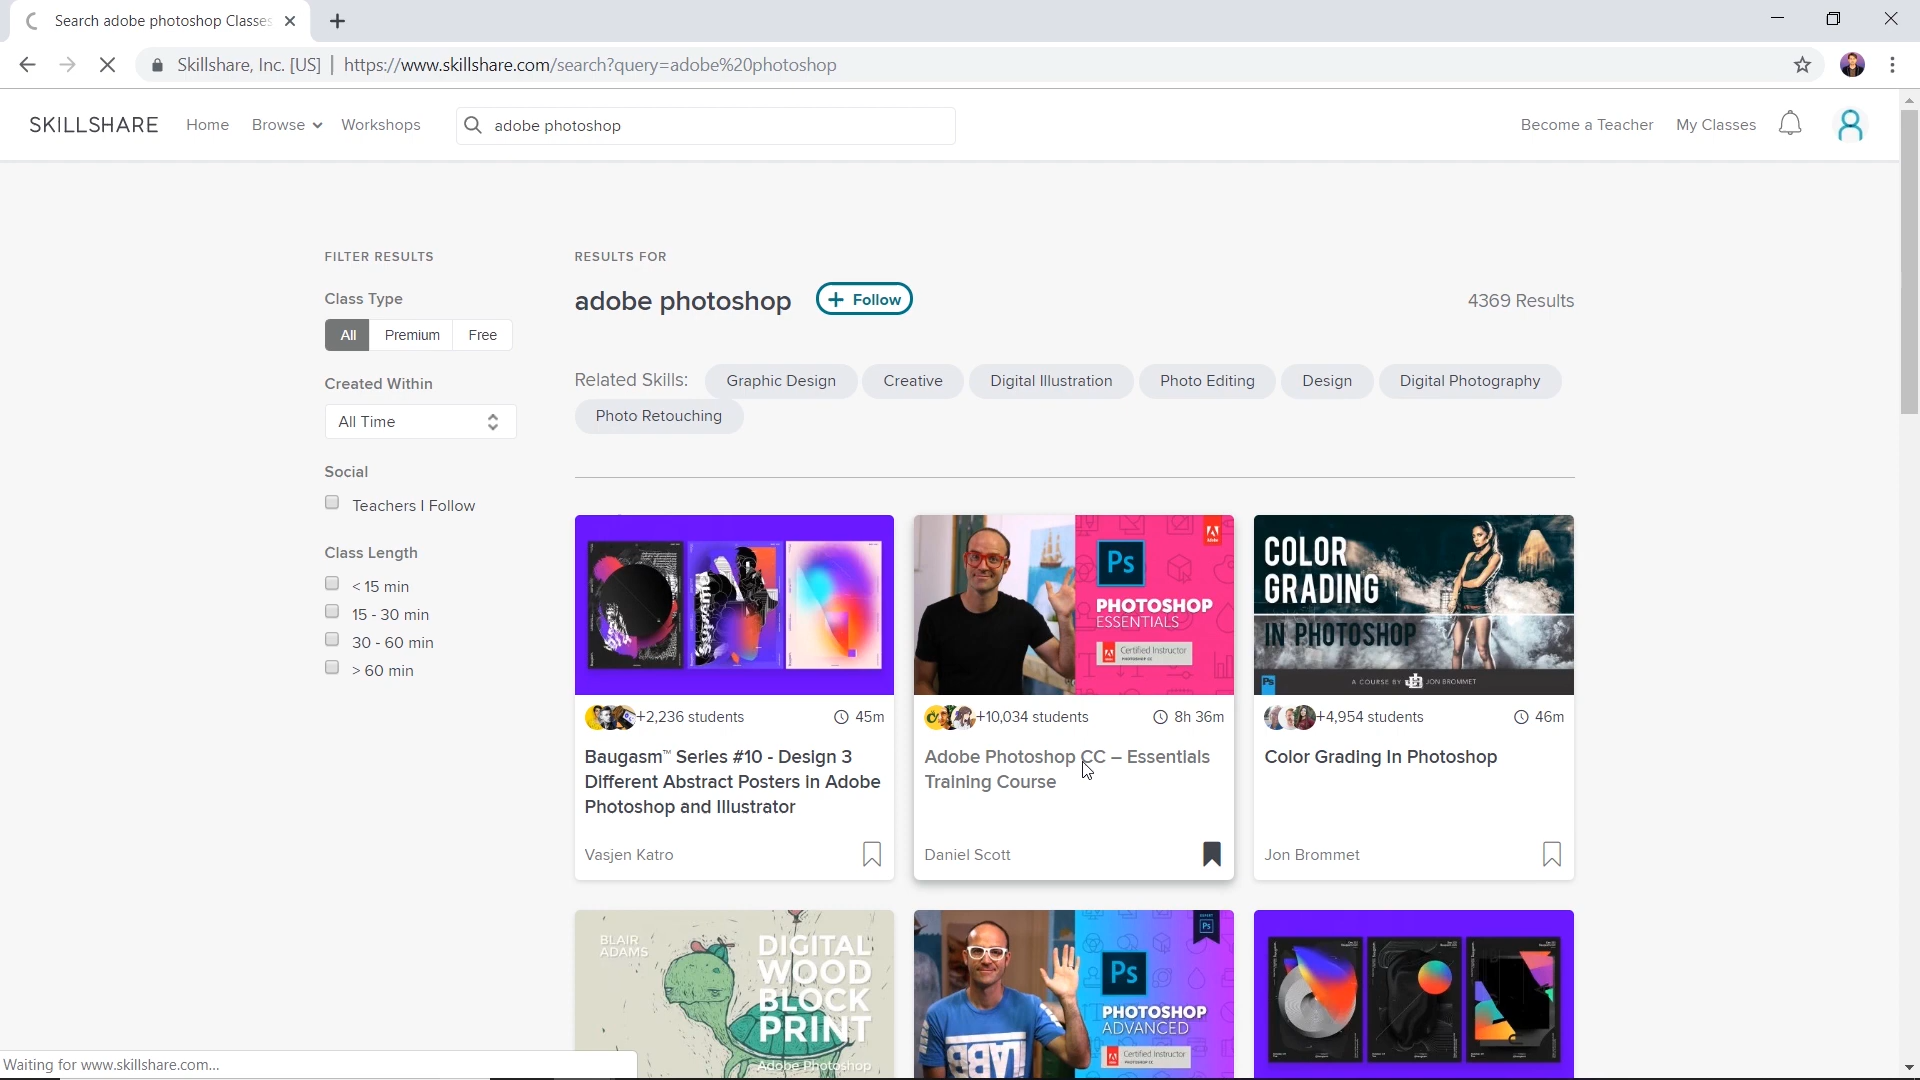 Search adobe photoshop Classes
Skillshare, Inc. [US] | https://www.skillshare.com/search?query=adobe%20photoshop
SKILLSHARE Home Browse Workshops adobe photoshop Become a Teacher My Classes
FILTER RESULTS
Class Type
All Premium Free
Created Within
All Time
Social
Teachers I Follow
Class Length
< 15 min
15 - 30 min
30 - 60 min
> 60 min
RESULTS FOR
adobe photoshop + Follow 4369 Results
Related Skills: Graphic Design Creative Digital Illustration Photo Editing Design Digital Photography
Photo Retouching
+2,236 students 45m
Baugasm™ Series #10 - Design 3
Different Abstract Posters in Adobe
Photoshop and Illustrator
Vasjen Katro
Ps
PHOTOSHOP
ESSENTIALS
Certified Instructor
PHOTOSHOP CC
+10,034 students 8h 36m
Adobe Photoshop CC – Essentials
Training Course
Daniel Scott
COLOR
GRADING
IN PHOTOSHOP
Ps A COURSE BY JON BROMMET
+4,954 students 46m
Color Grading In Photoshop
Jon Brommet
BLAIR
ADAMS
DIGITAL
WOOD
BLOCK
PRINT
Adobe Photoshop
Ps
Ps
PHOTOSHOP
ADVANCED
Certified Instructor
PHOTOSHOP CC
Waiting for www.skillshare.com...